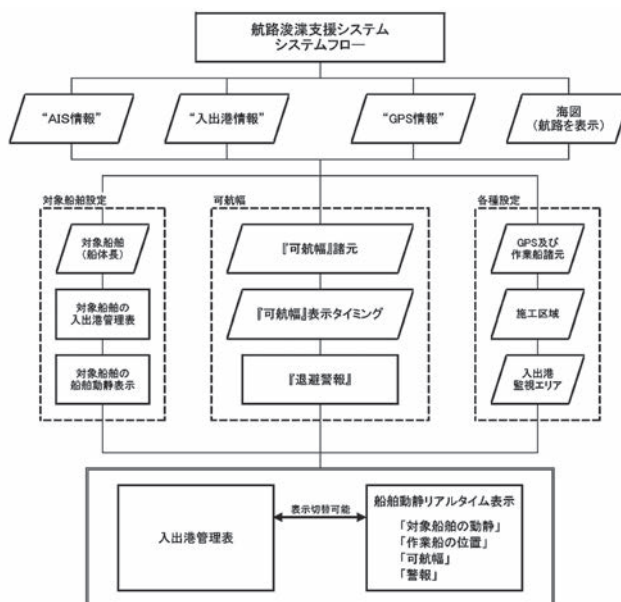 航路浚渫支援システム
システムフロー
“AIS情報”
“入出港情報”
“GPS情報”
海図
(航路を表示)
対象船舶設定
対象船舶
(船体長)
対象船舶の
入出港管理表
対象船舶の
船舶動静表示
可航幅
『可航幅』諸元
『可航幅』表示タイミング
『退避警報』
各種設定
GPS及び
作業船諸元
施工区域
入出港
監視エリア
入出港管理表
表示切替可能
船舶動静リアルタイム表示
「対象船舶の動静」
「作業船の位置」
「可航幅」
「警報」